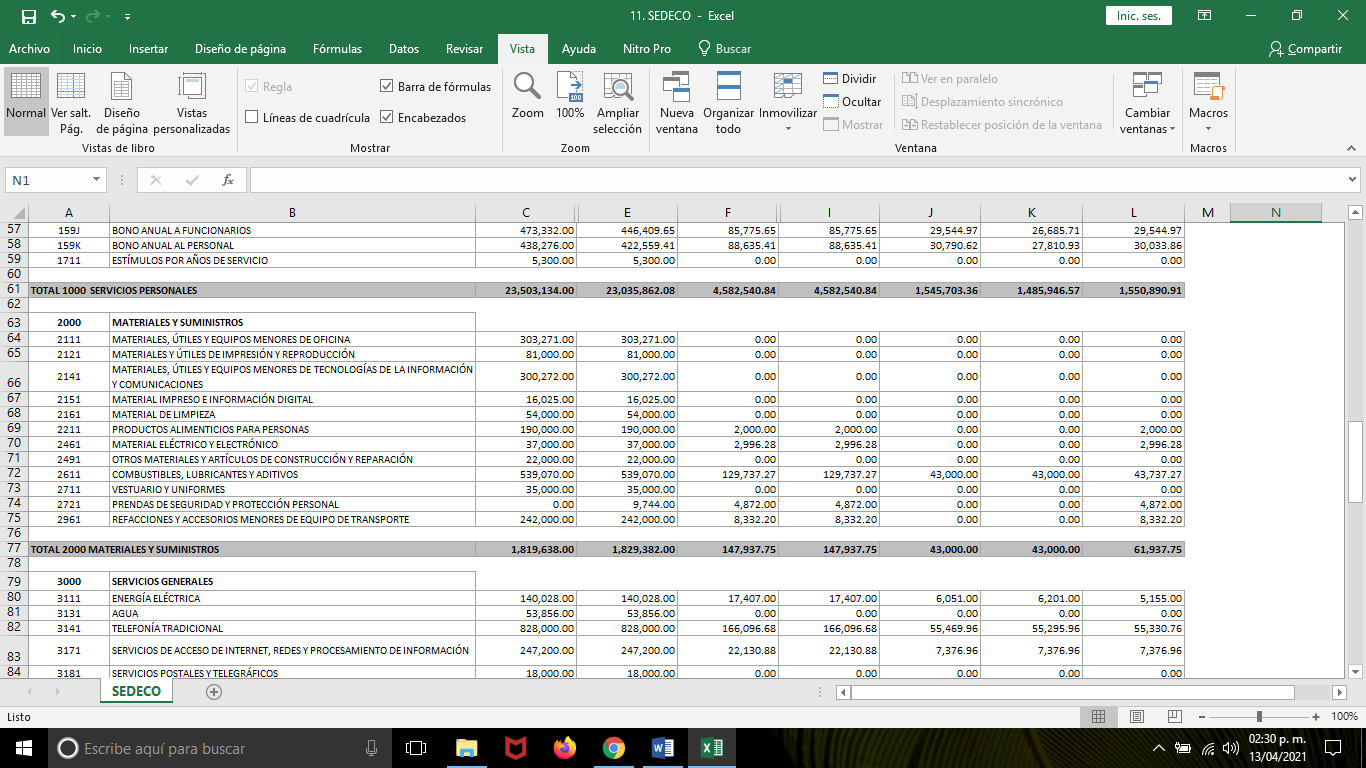 11. SEDECO - Excel
Inic. ses.
Archivo Inicio Insertar Diseño de página Fórmulas Datos Revisar Vista Ayuda Nitro Pro Buscar Compartir
Normal
Ver salt. Pág.
Diseño de página
Vistas personalizadas
Vistas de libro
Regla
Barra de fórmulas
Líneas de cuadrícula
Encabezados
Mostrar
Zoom
100
100%
Ampliar selección
Zoom
Nueva ventana
Organizar todo
Inmovilizar
Dividir
Ocultar
Mostrar
Ver en paralelo
Desplazamiento sincrónico
Restablecer posición de la ventana
Cambiar ventanas
Ventana
Macros
Macros
N1
fx
A B C E F I J K L M N
57 159J BONO ANUAL A FUNCIONARIOS 473,332.00 446,409.65 85,775.65 85,775.65 29,544.97 26,685.71 29,544.97
58 159K BONO ANUAL AL PERSONAL 438,276.00 422,559.41 88,635.41 88,635.41 30,790.62 27,810.93 30,033.86
59 1711 ESTÍMULOS POR AÑOS DE SERVICIO 5,300.00 5,300.00 0.00 0.00 0.00 0.00 0.00
60
61 TOTAL 1000 SERVICIOS PERSONALES 23,503,134.00 23,035,862.08 4,582,540.84 4,582,540.84 1,545,703.36 1,485,946.57 1,550,890.91
62
63 2000 MATERIALES Y SUMINISTROS
64 2111 MATERIALES, ÚTILES Y EQUIPOS MENORES DE OFICINA 303,271.00 303,271.00 0.00 0.00 0.00 0.00 0.00
65 2121 MATERIALES Y ÚTILES DE IMPRESIÓN Y REPRODUCCIÓN 81,000.00 81,000.00 0.00 0.00 0.00 0.00 0.00
66 2141 MATERIALES, ÚTILES Y EQUIPOS MENORES DE TECNOLOGÍAS DE LA INFORMACIÓN
Y COMUNICACIONES 300,272.00 300,272.00 0.00 0.00 0.00 0.00 0.00
67 2151 MATERIAL IMPRESO E INFORMACIÓN DIGITAL 16,025.00 16,025.00 0.00 0.00 0.00 0.00 0.00
68 2161 MATERIAL DE LIMPIEZA 54,000.00 54,000.00 0.00 0.00 0.00 0.00 0.00
69 2211 PRODUCTOS ALIMENTICIOS PARA PERSONAS 190,000.00 190,000.00 2,000.00 2,000.00 0.00 0.00 2,000.00
70 2461 MATERIAL ELÉCTRICO Y ELECTRÓNICO 37,000.00 37,000.00 2,996.28 2,996.28 0.00 0.00 2,996.28
71 2491 OTROS MATERIALES Y ARTÍCULOS DE CONSTRUCCIÓN Y REPARACIÓN 22,000.00 22,000.00 0.00 0.00 0.00 0.00 0.00
72 2611 COMBUSTIBLES, LUBRICANTES Y ADITIVOS 539,070.00 539,070.00 129,737.27 129,737.27 43,000.00 43,000.00 43,737.27
73 2711 VESTUARIO Y UNIFORMES 35,000.00 35,000.00 0.00 0.00 0.00 0.00 0.00
74 2721 PRENDAS DE SEGURIDAD Y PROTECCIÓN PERSONAL 0.00 9,744.00 4,872.00 4,872.00 0.00 0.00 4,872.00
75 2961 REFACCIONES Y ACCESORIOS MENORES DE EQUIPO DE TRANSPORTE 242,000.00 242,000.00 8,332.20 8,332.20 0.00 0.00 8,332.20
76
77 TOTAL 2000 MATERIALES Y SUMINISTROS 1,819,638.00 1,829,382.00 147,937.75 147,937.75 43,000.00 43,000.00 61,937.75
78
79 3000 SERVICIOS GENERALES
80 3111 ENERGÍA ELÉCTRICA 140,028.00 140,028.00 17,407.00 17,407.00 6,051.00 6,201.00 5,155.00
81 3131 AGUA 53,856.00 53,856.00 0.00 0.00 0.00 0.00 0.00
82 3141 TELEFONÍA TRADICIONAL 828,000.00 828,000.00 166,096.68 166,096.68 55,469.96 55,295.96 55,330.76
83 3171 SERVICIOS DE ACCESO DE INTERNET, REDES Y PROCESAMIENTO DE INFORMACIÓN 247,200.00 247,200.00 22,130.88 22,130.88 7,376.96 7,376.96 7,376.96
84 3181 SERVICIOS POSTALES Y TELEGRÁFICOS 18,000.00 18,000.00 0.00 0.00 0.00 0.00 0.00
SEDECO
Listo
100%
Escribe aquí para buscar
02:30 p. m.
13/04/2021